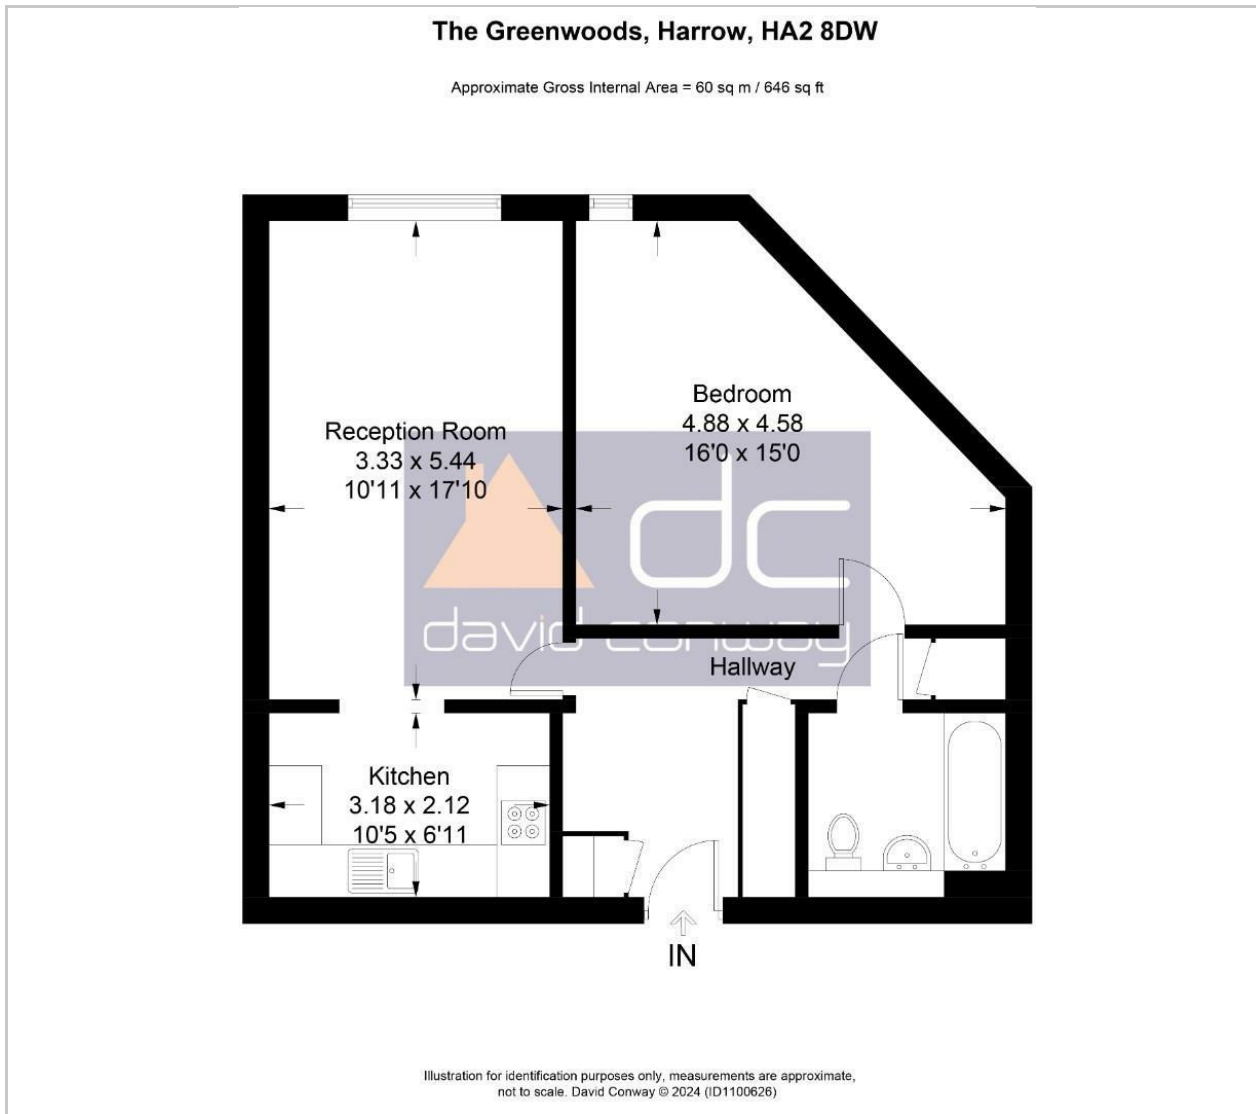 The Greenwoods, Harrow, HA2 8DW
Approximate Gross Internal Area = 60 sq m / 646 sq ft
Bedroom
4.88 x 4.58
16'0 x 15'0
Reception Room
3.33 x 5.44
10'11 x 17'10
dc
david conway
Hallway
Kitchen
3.18 x 2.12
10'5 x 6'11
IN
Illustration for identification purposes only, measurements are approximate,
not to scale. David Conway © 2024 (ID1100626)